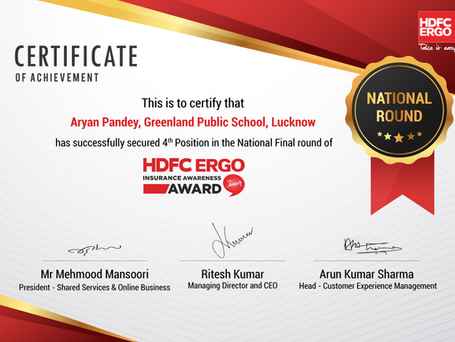 HDFC
ERGO
Take it easy!
CERTIFICATE
OF ACHIEVEMENT
This is to certify that
Aryan Pandey, Greenland Public School, Lucknow
has successfully secured 4th Position in the National Final round of
NATIONAL
ROUND
HDFC ERGO
INSURANCE AWARENESS
AWARD
Mr Mehmood Mansoori
President - Shared Services & Online Business
Ritesh Kumar
Managing Director and CEO
Arun Kumar Sharma
Head - Customer Experience Management